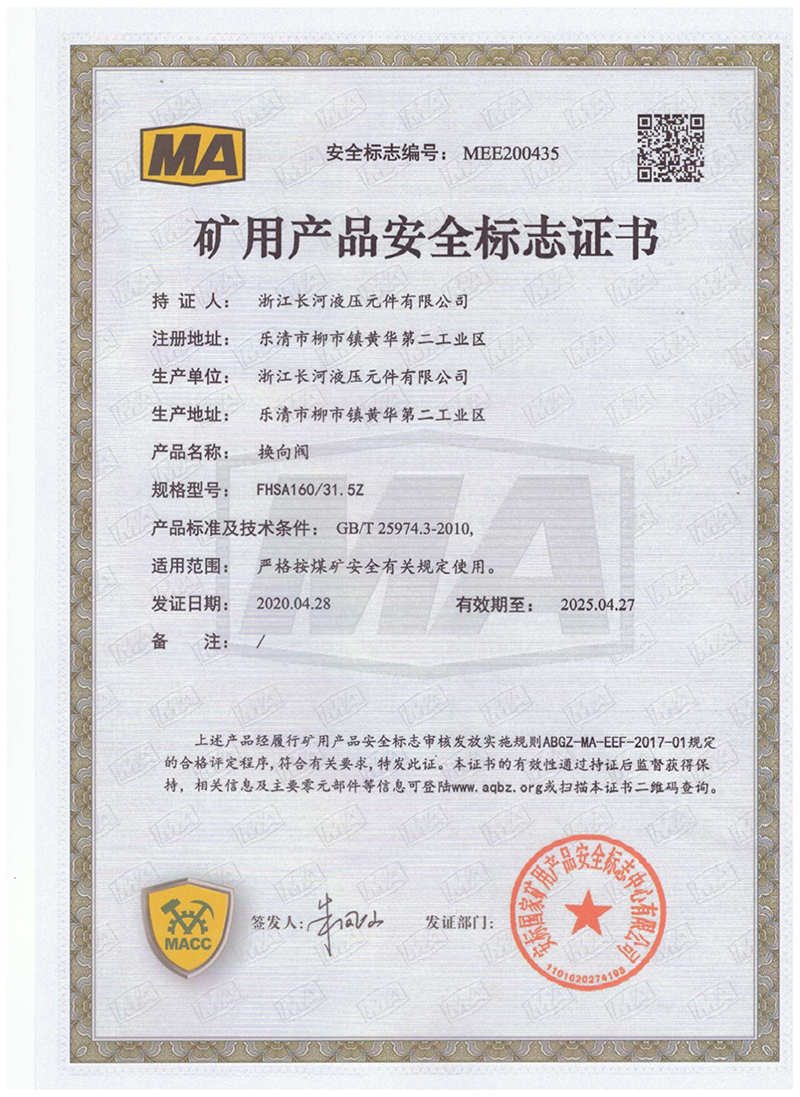 MA
安全标志编号： MEE200435
矿用产品安全标志证书
持 证 人： 浙江长河液压元件有限公司
注册地址： 乐清市柳市镇黄华第二工业区
生产单位： 浙江长河液压元件有限公司
生产地址： 乐清市柳市镇黄华第二工业区
产品名称： 换向阀
规格型号： FHSA160/31.5Z
产品标准及技术条件： GB/T 25974.3-2010,
适用范围： 严格按煤矿安全有关规定使用。
发证日期： 2020.04.28 有效期至： 2025.04.27
备 注： /
上述产品经履行矿用产品安全标志审核发放实施规则ABGZ-MA-EEF-2017-01规定
的合格评定程序,符合有关要求,特发此证。本证书的有效性通过持证后监督获得保
持，相关信息及主要零元部件等信息可登陆www.aqbz.org或扫描本证书二维码查询。
MACC
签发人: 发证部门:
安标国家矿用产品安全标志中心有限公司
1101020274198